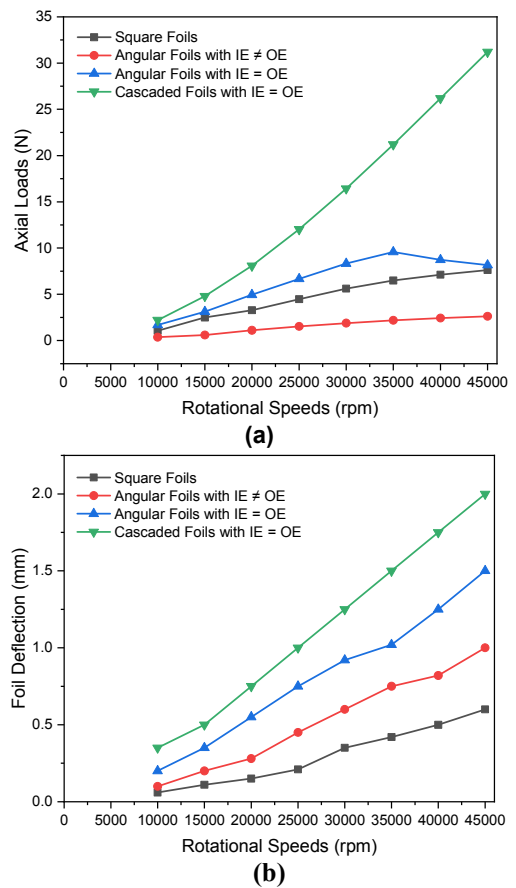 35
Square Foils
Angular Foils with IE ≠ OE
30
Angular Foils with IE = OE
Cascaded Foils with IE = OE
25
20
15
10
5
0
Axial Loads (N)
0 5000 10000 15000 20000 25000 30000 35000 40000 45000
Rotational Speeds (rpm)
(a)
Square Foils
2.0
Angular Foils with IE ≠ OE
Angular Foils with IE = OE
Cascaded Foils with IE = OE
1.5
1.0
0.5
0.0
Foil Deflection (mm)
0 5000 10000 15000 20000 25000 30000 35000 40000 45000
Rotational Speeds (rpm)
(b)